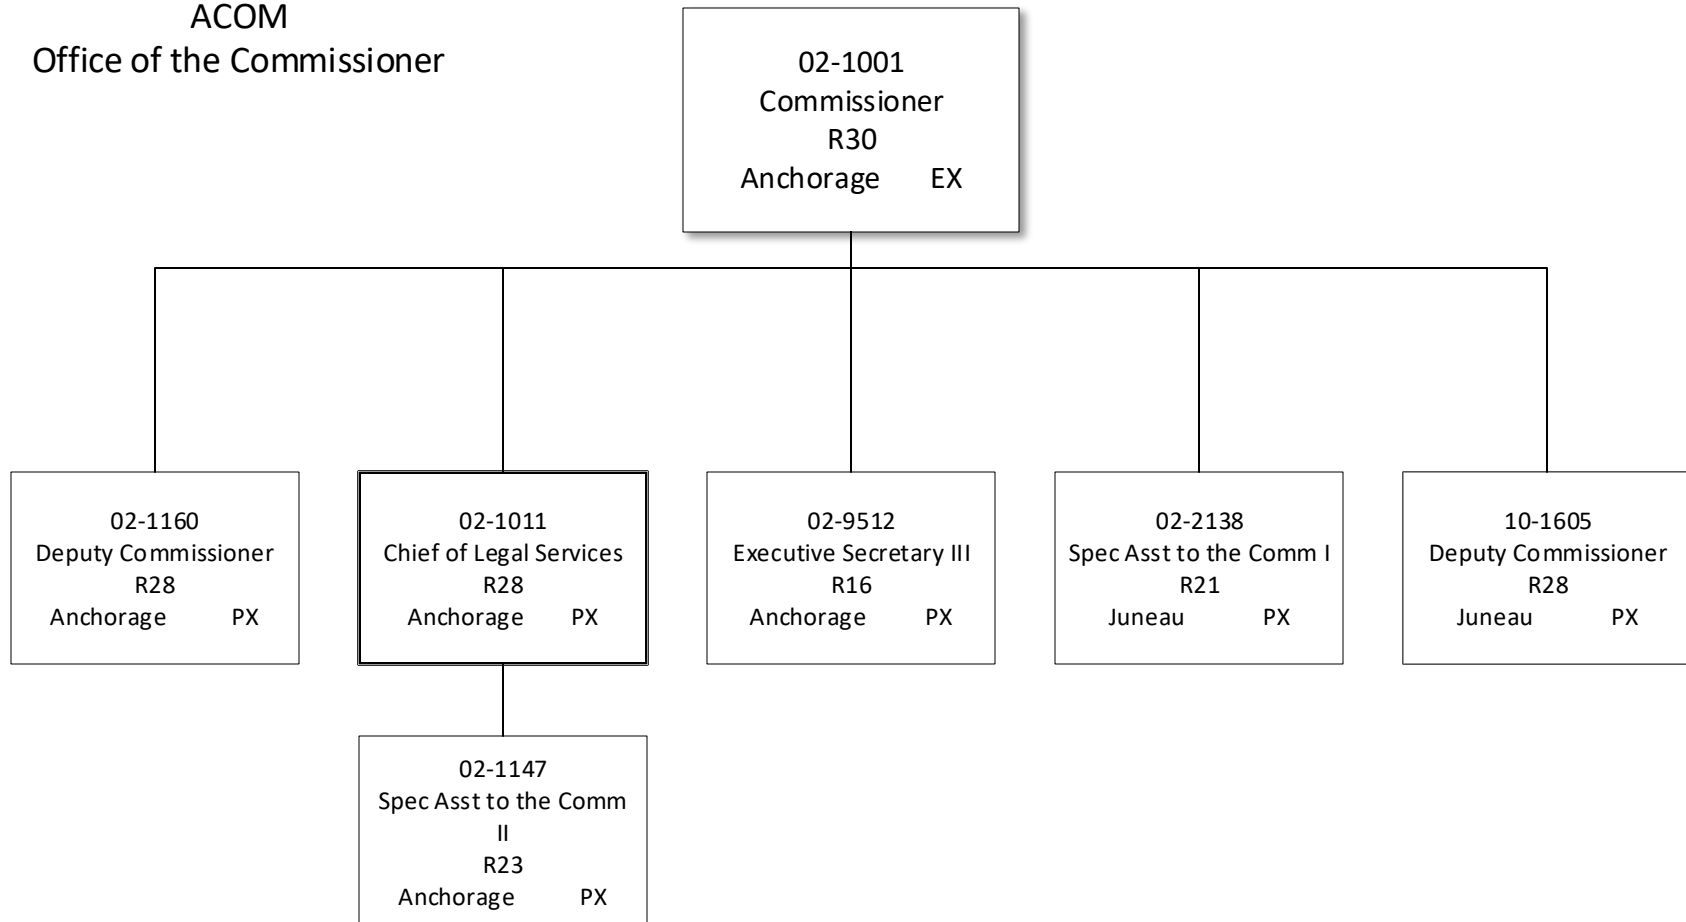 ACOM
Office of the Commissioner
02-1001
Commissioner
R30
Anchorage EX
02-1160
Deputy Commissioner
R28
Anchorage PX
02-1011
Chief of Legal Services
R28
Anchorage PX
02-9512
Executive Secretary III
R16
Anchorage PX
02-2138
Spec Asst to the Comm I
R21
Juneau PX
10-1605
Deputy Commissioner
R28
Juneau PX
02-1147
Spec Asst to the Comm
II
R23
Anchorage PX